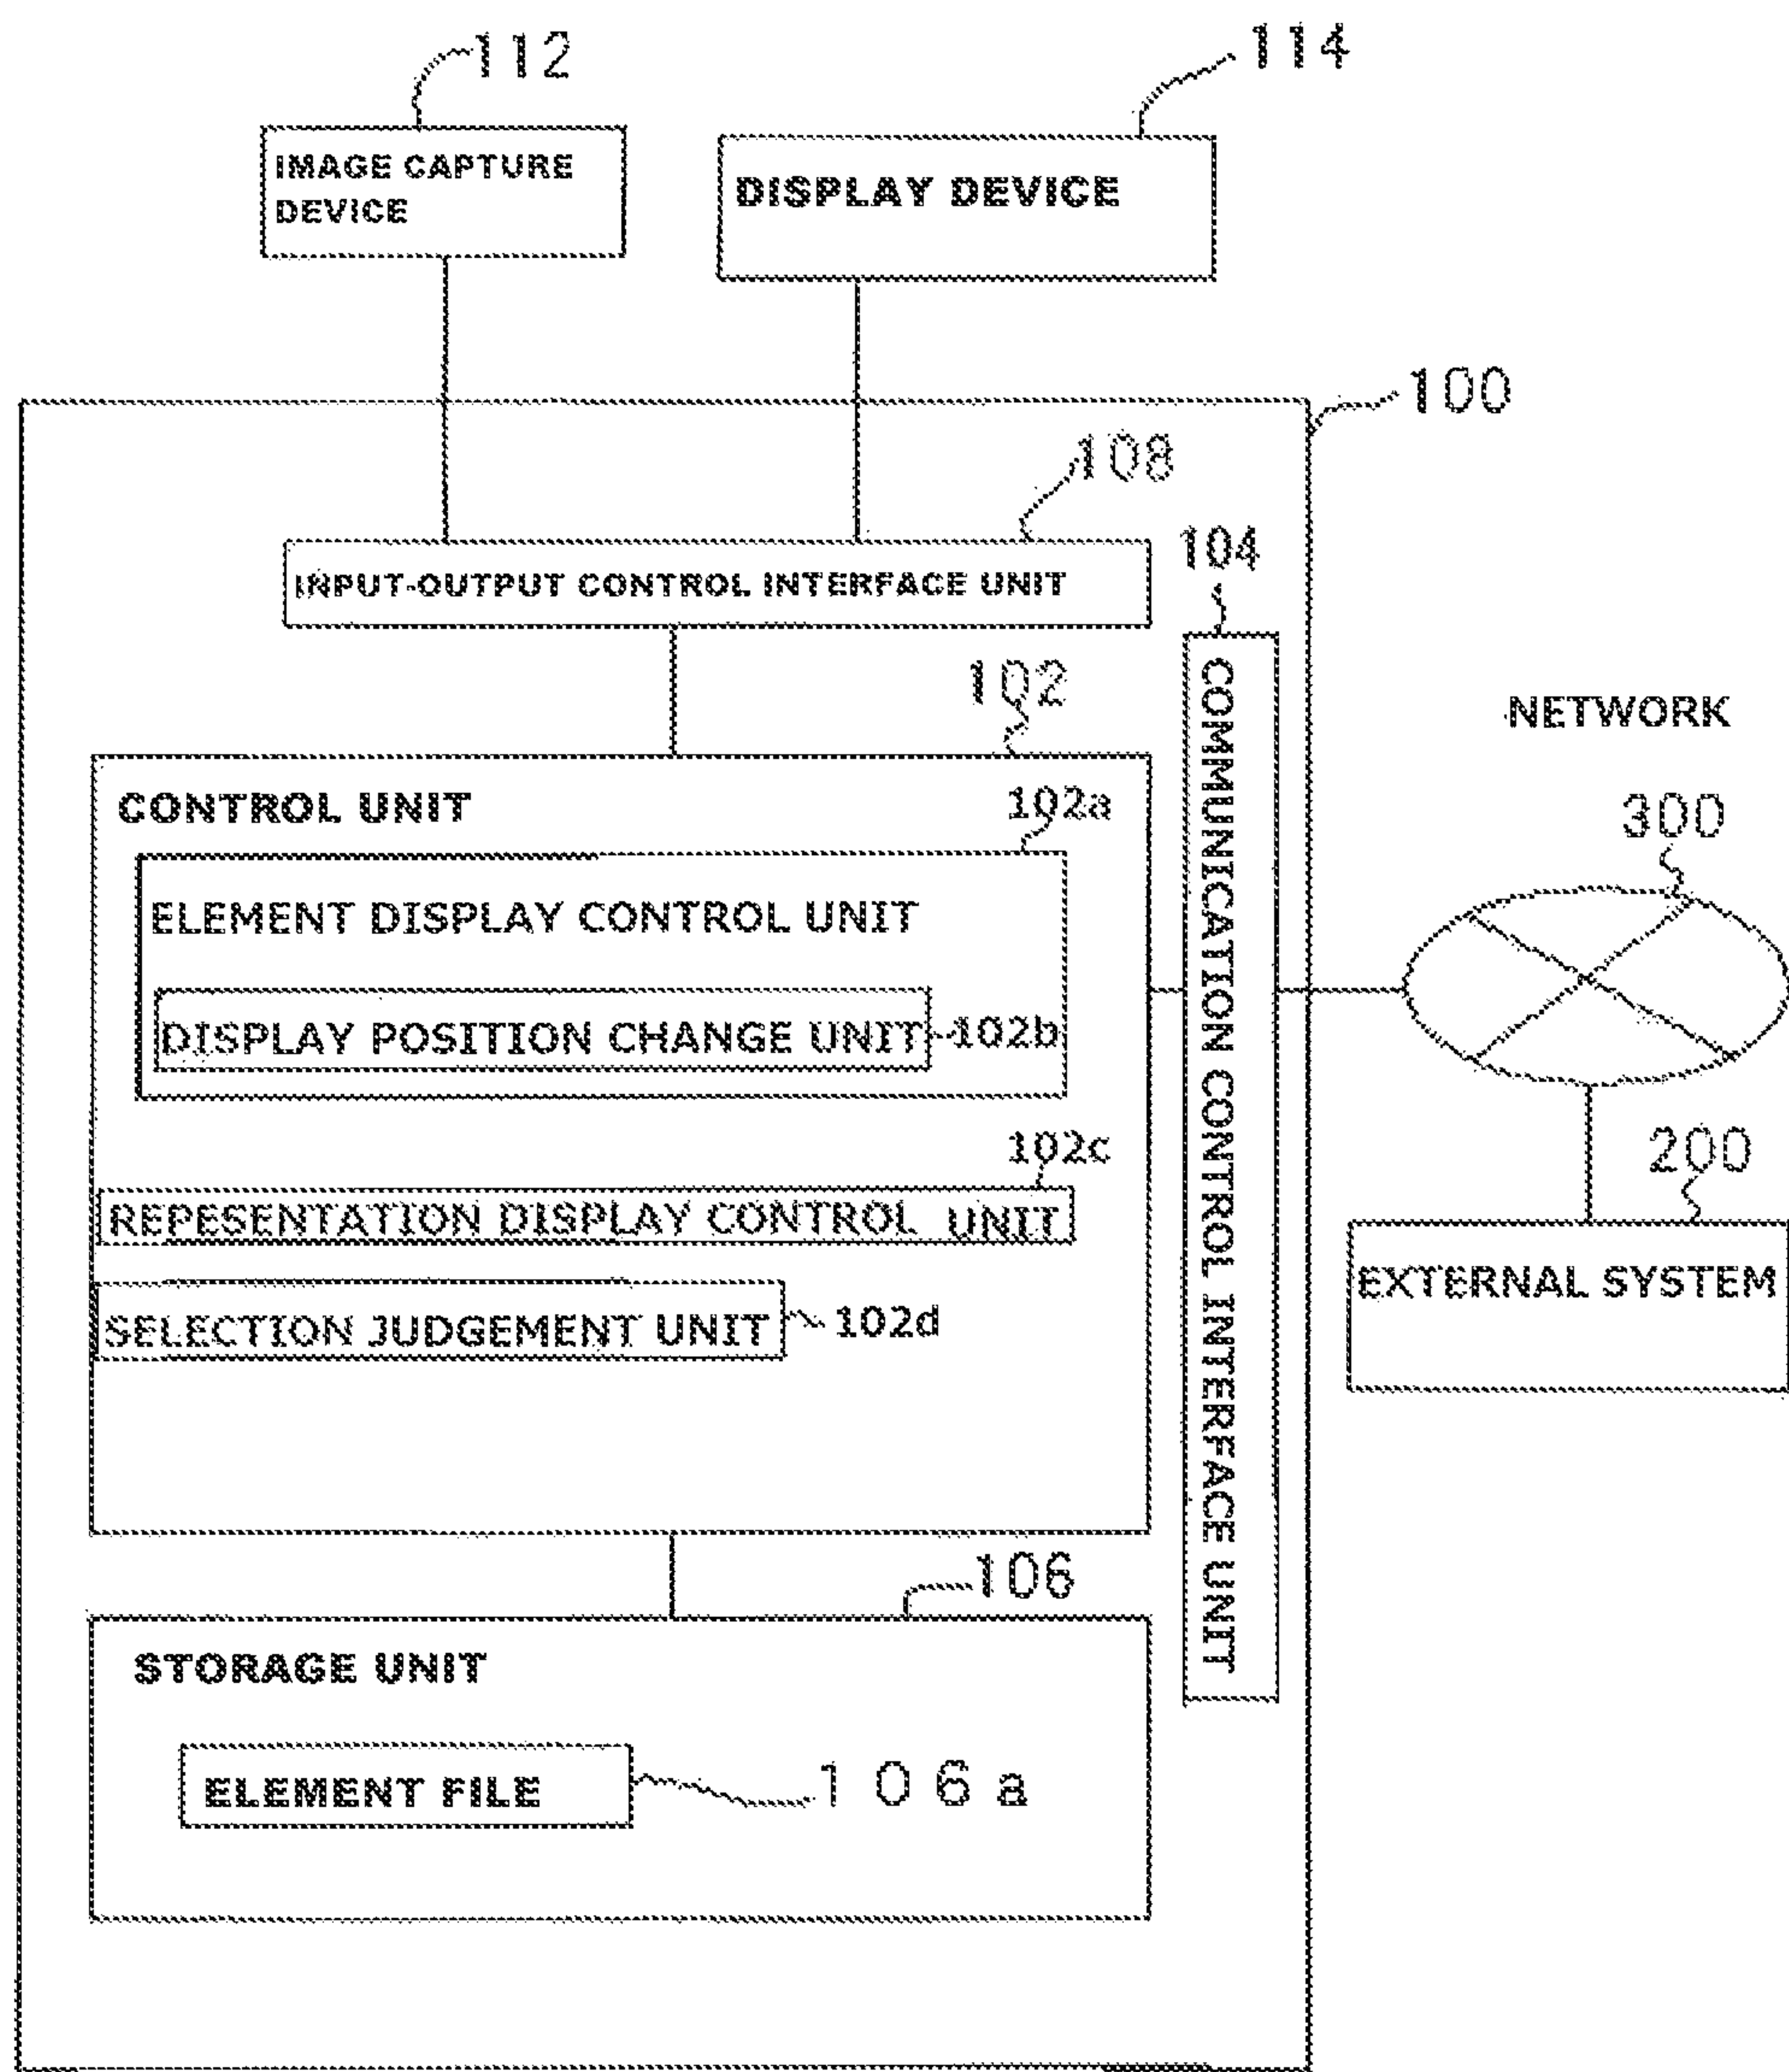 112
114
IMAGE CAPTURE
DEVICE
DISPLAY DEVICE
100
108
INPUT-OUTPUT CONTROL INTERFACE UNIT
104
COMMUNICATION CONTROL INTERFACE UNIT
102
CONTROL UNIT
102a
ELEMENT DISPLAY CONTROL UNIT
DISPLAY POSITION CHANGE UNIT
102b
102c
REPESENTATION DISPLAY CONTROL UNIT
SELECTION JUDGEMENT UNIT
102d
NETWORK
300
200
EXTERNAL SYSTEM
106
STORAGE UNIT
ELEMENT FILE
106a